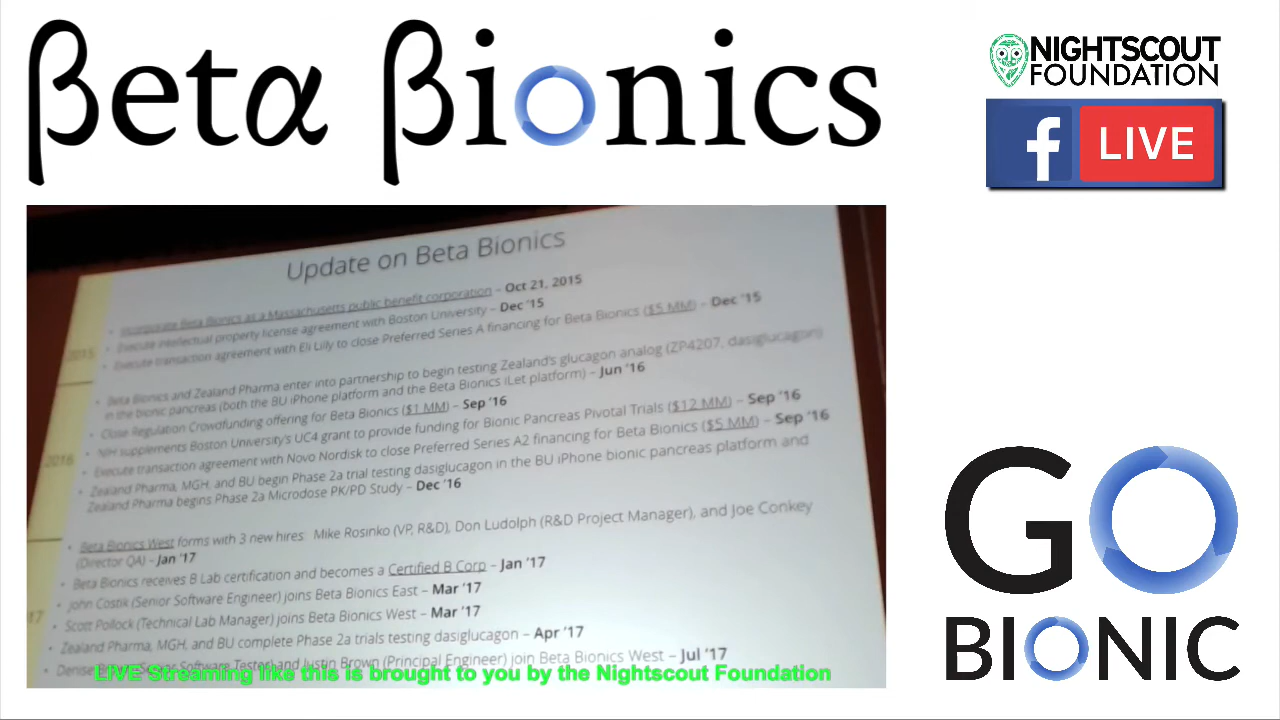 βetα βionics
NIGHTSCOUT
FOUNDATION
f LIVE
Update on Beta Bionics
• Incorporate Beta Bionics as a Massachusetts public benefit corporation – Oct 21, 2015
• Execute intellectual property license agreement with Boston University – Dec '15
• Execute transaction agreement with Eli Lilly to close Preferred Series A financing for Beta Bionics ($5 MM) – Dec '15
2015
• Beta Bionics and Zealand Pharma enter into partnership to begin testing Zealand's glucagon analog (ZP4207, dasiglucagon)
in the bionic pancreas (both the BU iPhone platform and the Beta Bionics iLet platform) – Jun '16
• Close Regulation Crowdfunding offering for Beta Bionics ($1 MM) – Sep '16
• NIH supplements Boston University's UC4 grant to provide funding for Bionic Pancreas Pivotal Trials ($12 MM) – Sep '16
2016
• Execute transaction agreement with Novo Nordisk to close Preferred Series A2 financing for Beta Bionics ($5 MM) – Sep '16
• Zealand Pharma, MGH, and BU begin Phase 2a trial testing dasiglucagon in the BU iPhone bionic pancreas platform and
Zealand Pharma begins Phase 2a Microdose PK/PD Study – Dec '16
• Beta Bionics West forms with 3 new hires: Mike Rosinko (VP, R&D), Don Ludolph (R&D Project Manager), and Joe Conkey
(Director QA) – Jan '17
• Beta Bionics receives B Lab certification and becomes a Certified B Corp – Jan '17
• John Costik (Senior Software Engineer) joins Beta Bionics East – Mar '17
17
• Scott Pollock (Technical Lab Manager) joins Beta Bionics West – Mar '17
• Zealand Pharma, MGH, and BU complete Phase 2a trials testing dasiglucagon – Apr '17
• Denise Software Tester) and Justin Brown (Principal Engineer) join Beta Bionics West – Jul '17
LIVE Streaming like this is brought to you by the Nightscout Foundation
GO
BIONIC